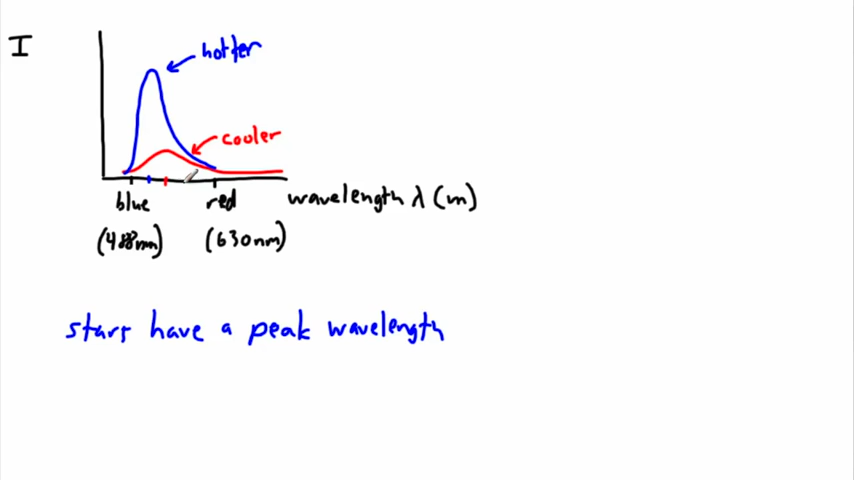 I
hotter
cooler
blue red wavelength λ (m)
(488nm) (630nm)
stars have a peak wavelength